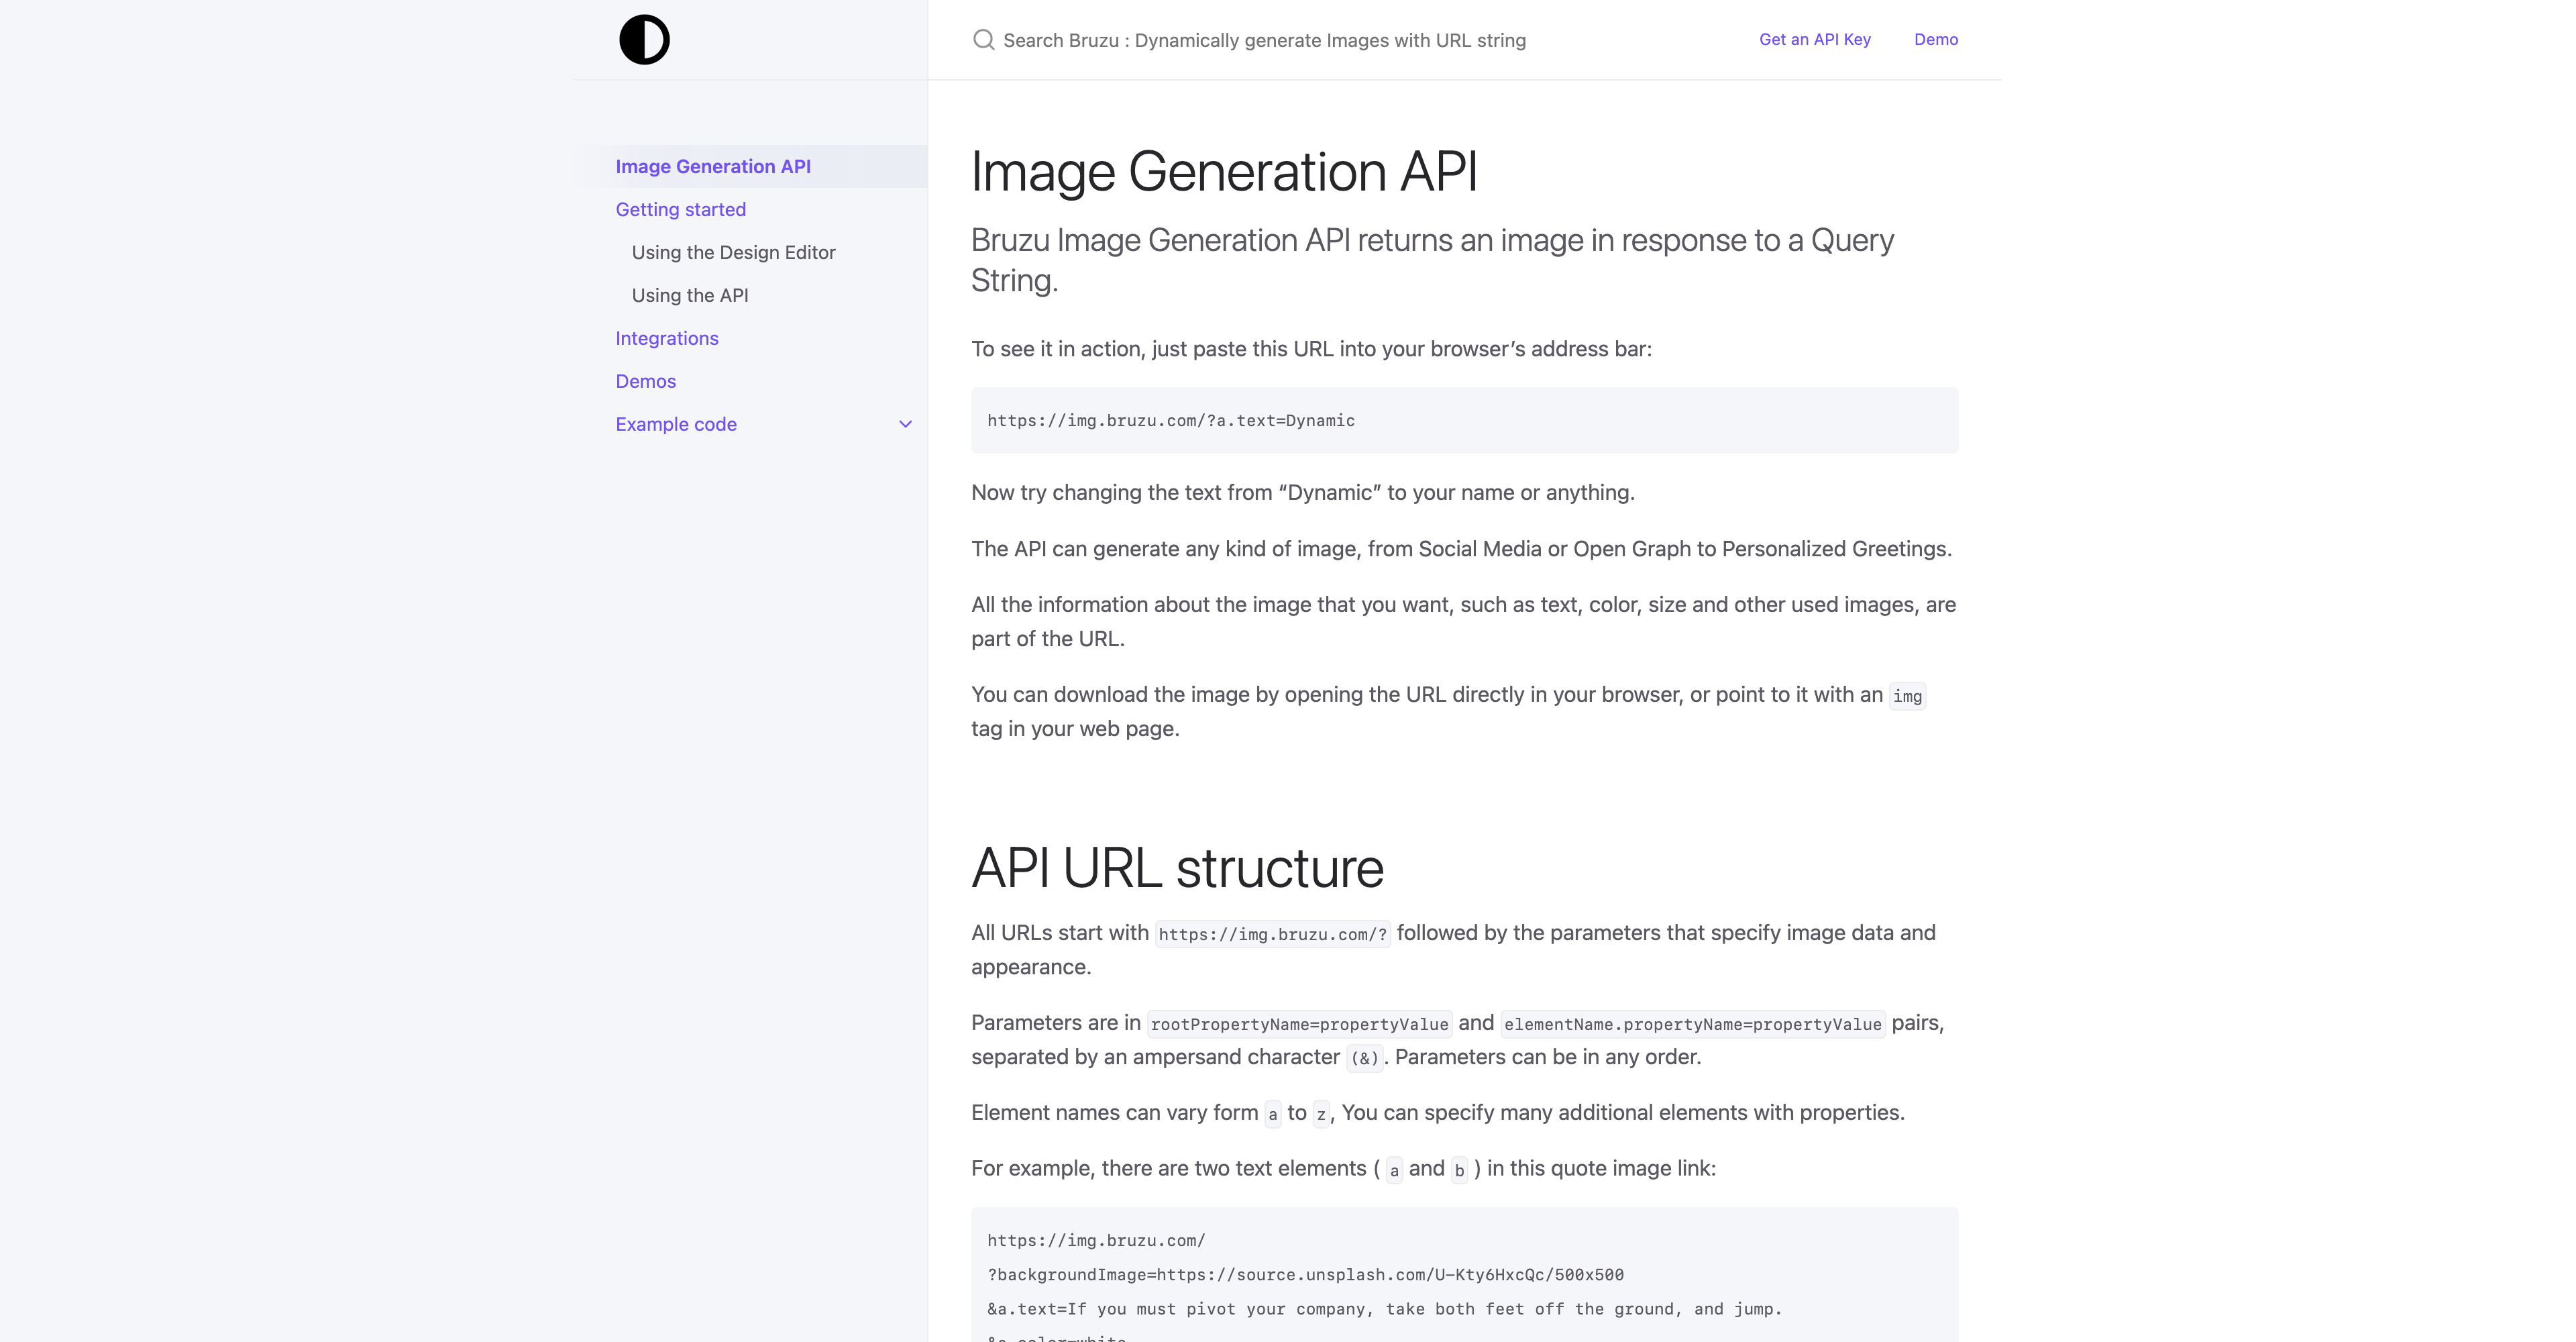 Search Bruzu : Dynamically generate Images with URL string
Get an API Key
Demo
Image Generation API
Getting started
Using the Design Editor
Using the API
Integrations
Demos
Example code
Image Generation API
Bruzu Image Generation API returns an image in response to a Query
String.
To see it in action, just paste this URL into your browser’s address bar:
https://img.bruzu.com/?a.text=Dynamic
Now try changing the text from “Dynamic” to your name or anything.
The API can generate any kind of image, from Social Media or Open Graph to Personalized Greetings.
All the information about the image that you want, such as text, color, size and other used images, are
part of the URL.
You can download the image by opening the URL directly in your browser, or point to it with an img
tag in your web page.
API URL structure
All URLs start with https://img.bruzu.com/? followed by the parameters that specify image data and
appearance.
Parameters are in rootPropertyName=propertyValue and elementName.propertyName=propertyValue pairs,
separated by an ampersand character (&). Parameters can be in any order.
Element names can vary form a to z, You can specify many additional elements with properties.
For example, there are two text elements ( a and b ) in this quote image link:
https://img.bruzu.com/
?backgroundImage=https://source.unsplash.com/U-Kty6HxcQc/500x500
&a.text=If you must pivot your company, take both feet off the ground, and jump.